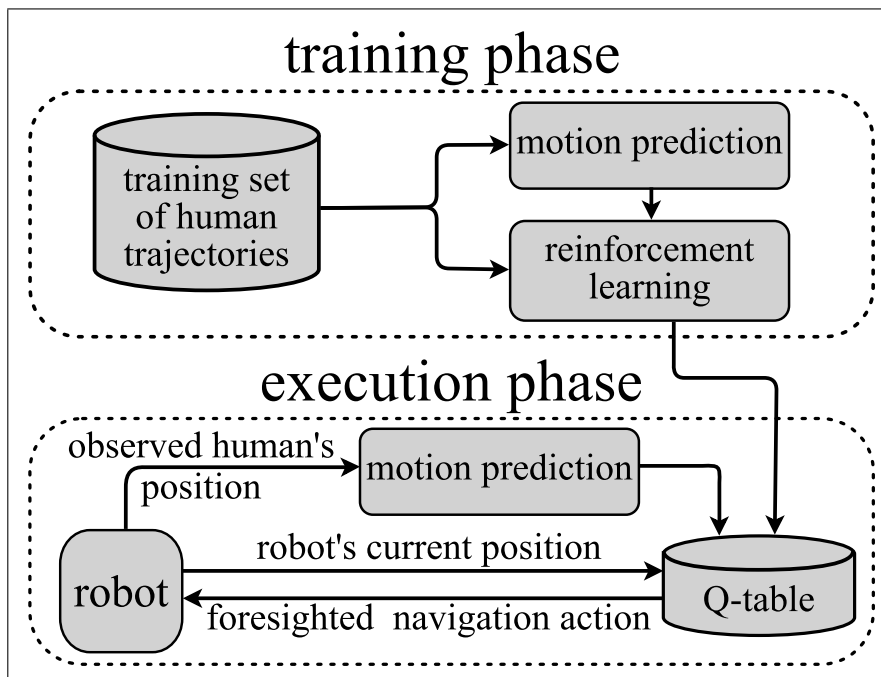 training phase
training set
of human
trajectories
motion prediction
reinforcement
learning
execution phase
observed human's
position
motion prediction
robot's current position
robot
Q-table
foresighted navigation action